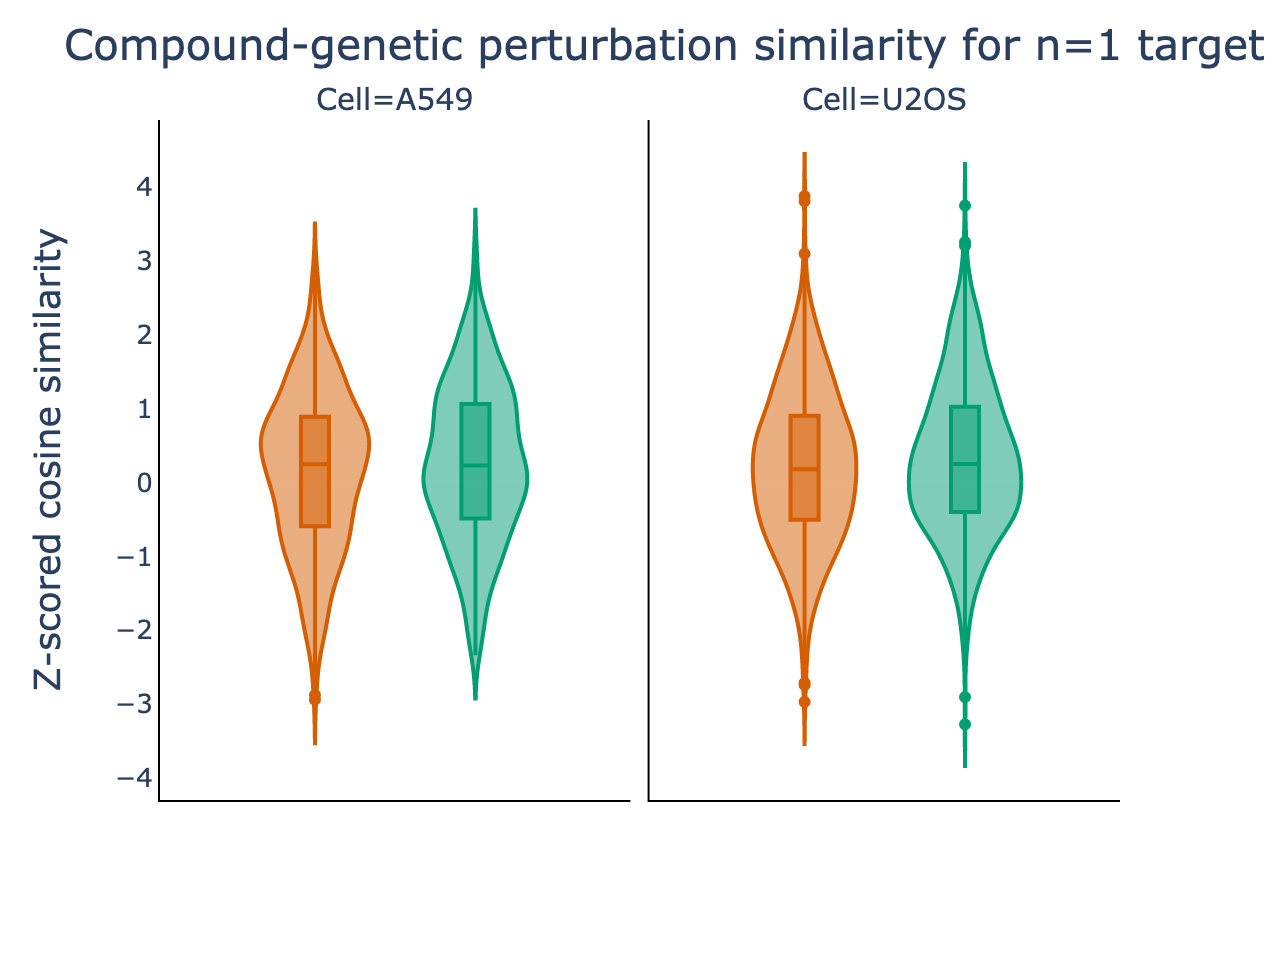 Compound-genetic perturbation similarity for n=1 target
Cell=A549
Cell=U2OS
Z-scored cosine similarity
4
3
2
1
0
−1
−2
−3
−4